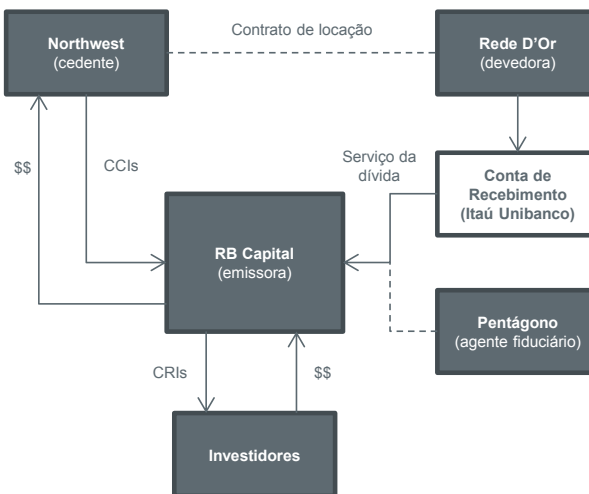 Northwest
(cedente)
Contrato de locação
Rede D’Or
(devedora)
$$
CCIs
Serviço da
dívida
Conta de
Recebimento
(Itaú Unibanco)
RB Capital
(emissora)
Pentágono
(agente fiduciário)
CRIs
$$
Investidores